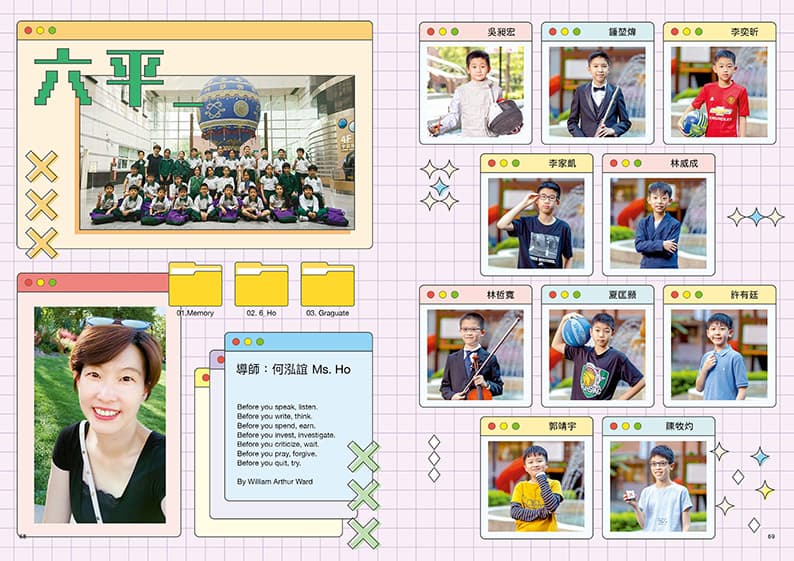 六平_
01.Memory
02. 6_Ho
03. Graguate
導師：何泓誼 Ms. Ho
Before you speak, listen.
Before you write, think.
Before you spend, earn.
Before you invest, investigate.
Before you criticize, wait.
Before you pray, forgive.
Before you quit, try.
By William Arthur Ward
68
吳昶宏
鍾堃煒
李奕昕
李家凱
林威成
林哲寬
夏匡顥
許有廷
郭靖宇
陳牧灼
69